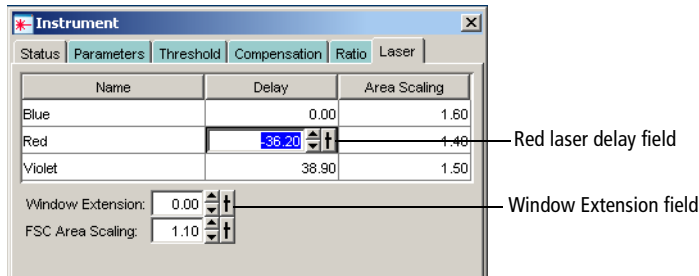 Instrument
Status Parameters Threshold Compensation Ratio Laser
Name Delay Area Scaling
Blue 0.00 1.60
Red -36.20 1.40
Red laser delay field
Violet 38.90 1.50
Window Extension: 0.00
Window Extension field
FSC Area Scaling: 1.10